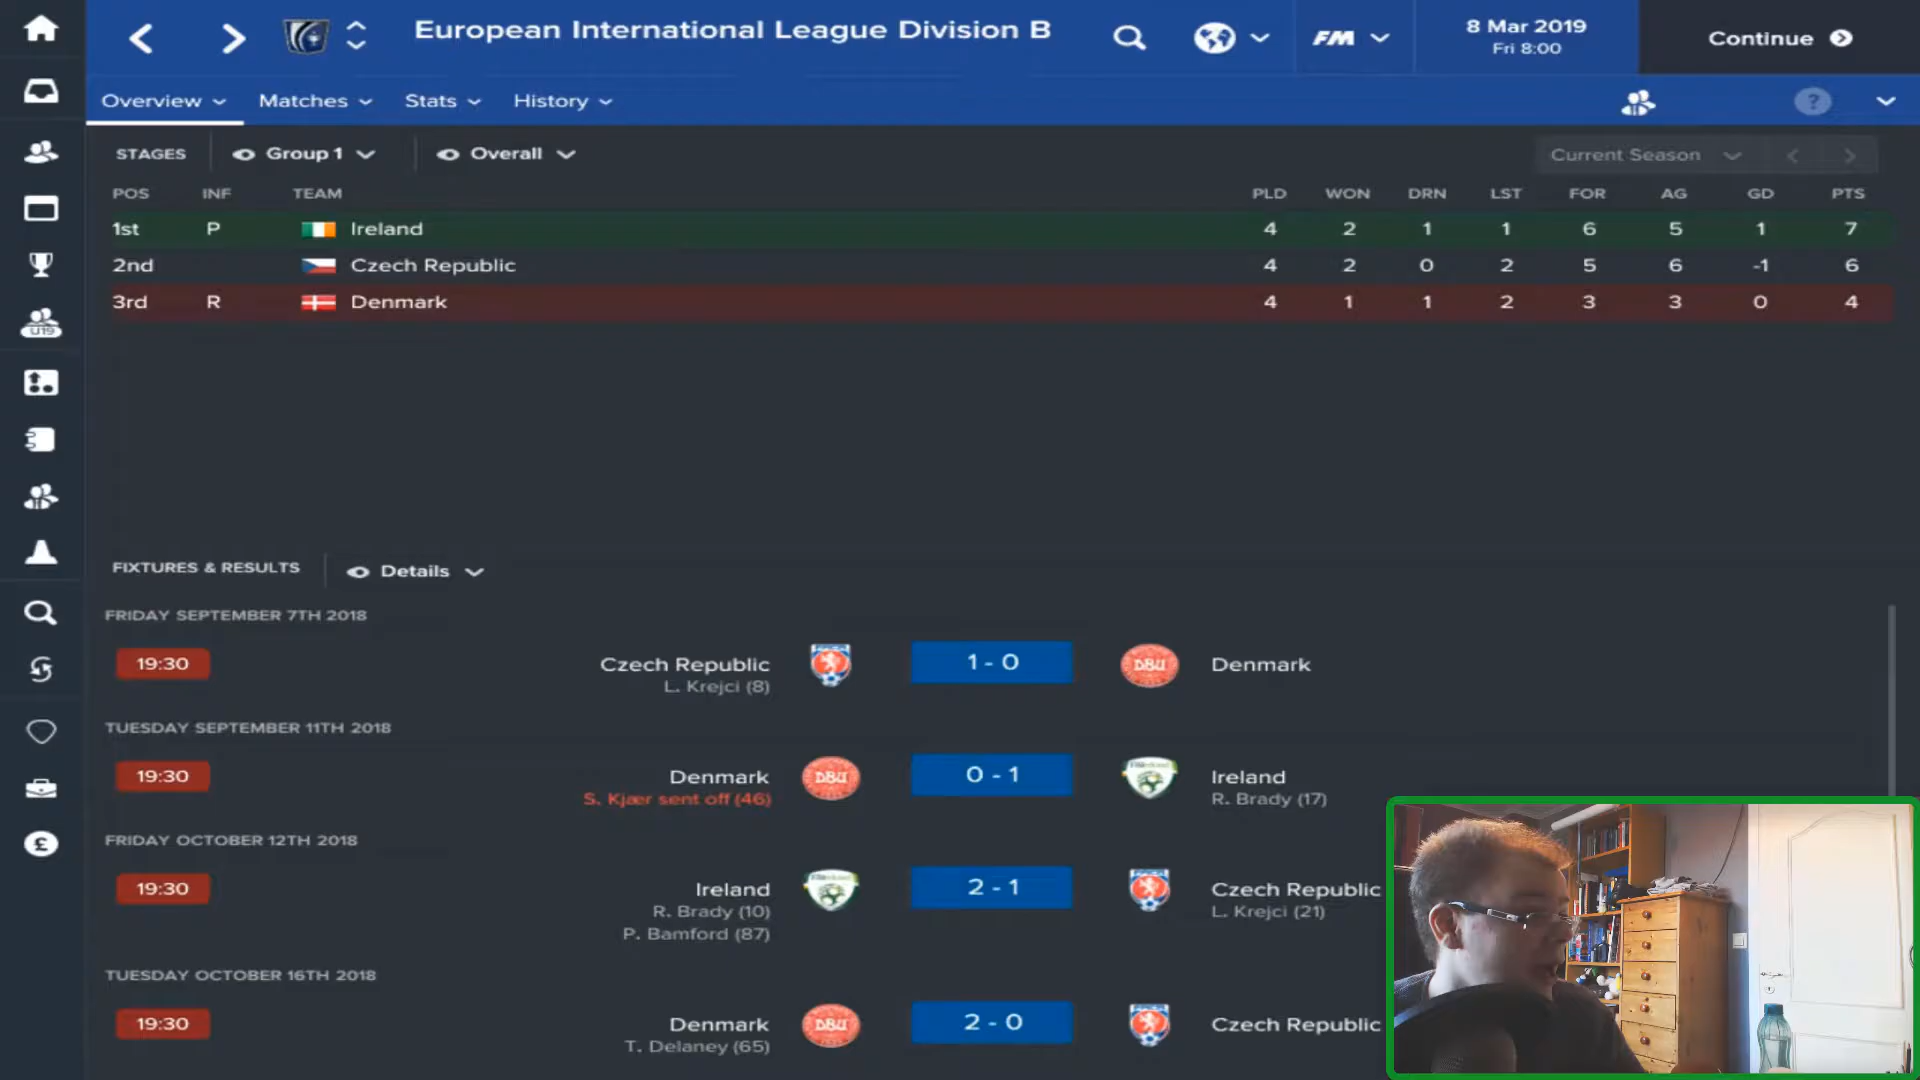 European International League Division B
FM
8 Mar 2019
Fri 8:00
Continue
Overview
Matches
Stats
History
?
STAGES
Group 1
Overall
Current Season
POS INF TEAM PLD WON DRN LST FOR AG GD PTS
1st P Ireland 4 2 1 1 6 5 1 7
2nd Czech Republic 4 2 0 2 5 6 -1 6
3rd R Denmark 4 1 1 2 3 3 0 4
U19
FIXTURES & RESULTS
Details
FRIDAY SEPTEMBER 7TH 2018
19:30 Czech Republic 1 - 0 DBU Denmark
L. Krejci (8)
TUESDAY SEPTEMBER 11TH 2018
19:30 Denmark DBU 0 - 1 Ireland
S. Kjær sent off (46) R. Brady (17)
FRIDAY OCTOBER 12TH 2018
19:30 Ireland 2 - 1 Czech Republic
R. Brady (10) L. Krejci (21)
P. Bamford (87)
TUESDAY OCTOBER 16TH 2018
19:30 Denmark DBU 2 - 0 Czech Republic
T. Delaney (65)
£